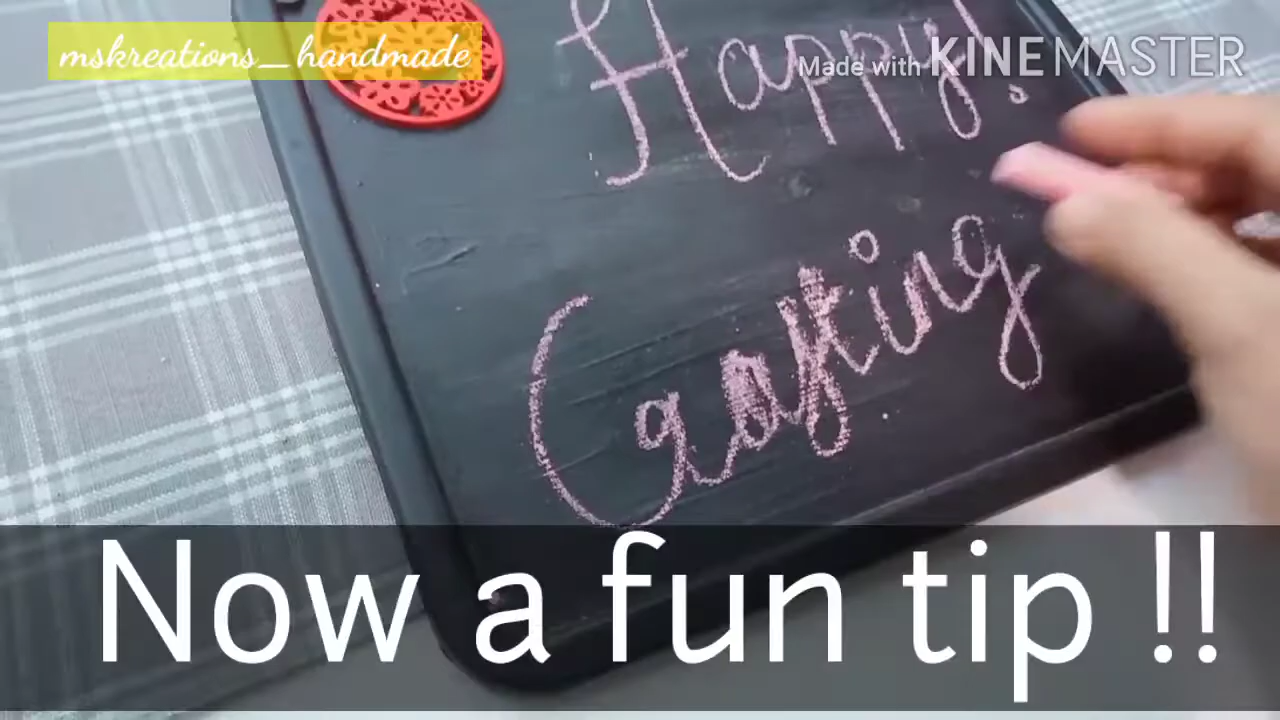 mskreations_handmade
Made with KINEMASTER
Happy!
Crafting
Now a fun tip !!